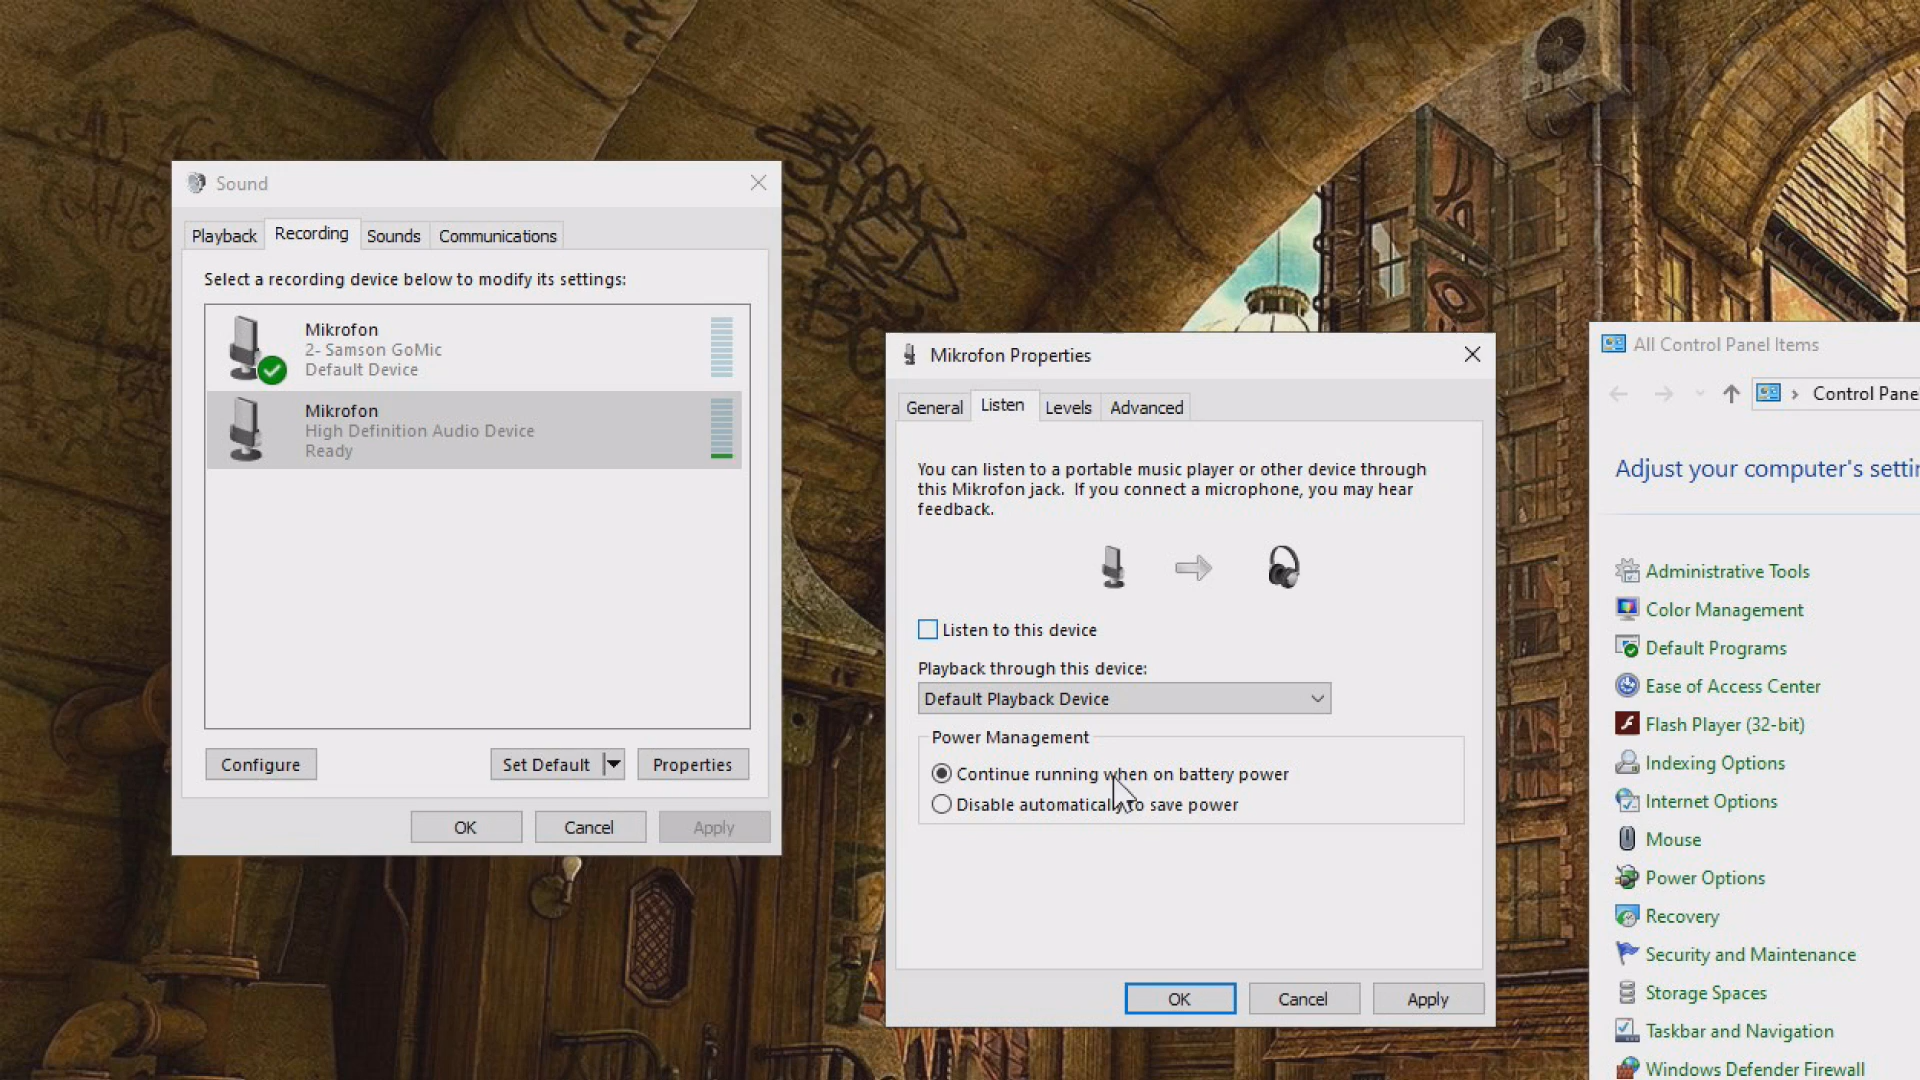 Sound
Playback
Recording
Sounds
Communications
Select a recording device below to modify its settings:
Mikrofon
2- Samson GoMic
Default Device
Mikrofon
High Definition Audio Device
Ready
Configure
Set Default
Properties
OK
Cancel
Apply
Mikrofon Properties
General
Listen
Levels
Advanced
You can listen to a portable music player or other device through
this Mikrofon jack. If you connect a microphone, you may hear
feedback.
Listen to this device
Playback through this device:
Default Playback Device
Power Management
Continue running when on battery power
Disable automatically to save power
OK
Cancel
Apply
All Control Panel Items
Control Pane
Adjust your computer's settin
Administrative Tools
Color Management
Default Programs
Ease of Access Center
Flash Player (32-bit)
Indexing Options
Internet Options
Mouse
Power Options
Recovery
Security and Maintenance
Storage Spaces
Taskbar and Navigation
Windows Defender Firewall